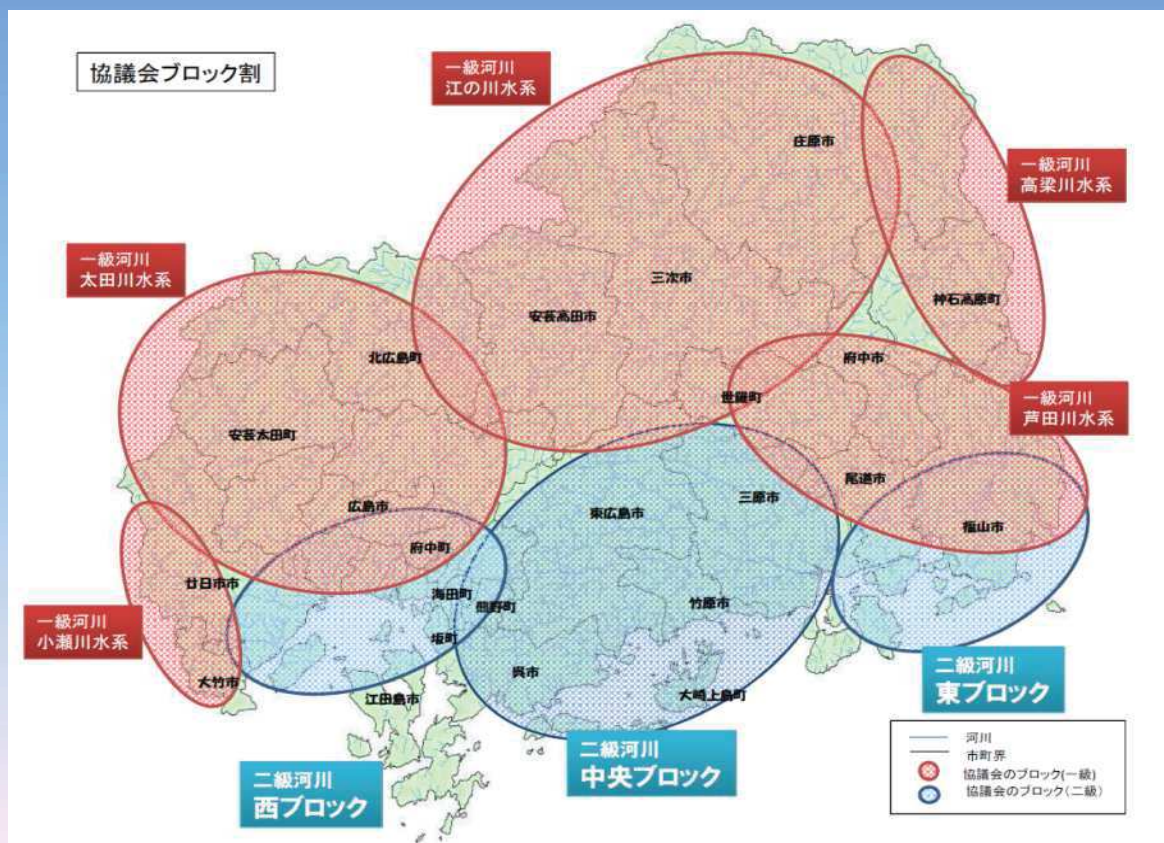 協議会ブロック割
一級河川
江の川水系
一級河川
高梁川水系
一級河川
太田川水系
一級河川
芦田川水系
一級河川
小瀬川水系
庄原市
三次市
安芸高田市
神石高原町
北広島町
府中市
世羅町
安芸太田町
尾道市
広島市
東広島市
三原市
福山市
府中町
廿日市市
海田町
熊野町
竹原市
坂町
呉市
大竹市
江田島市
大崎上島町
二級河川
東ブロック
二級河川
中央ブロック
二級河川
西ブロック
河川
市町界
協議会のブロック(一級)
協議会のブロック(二級)